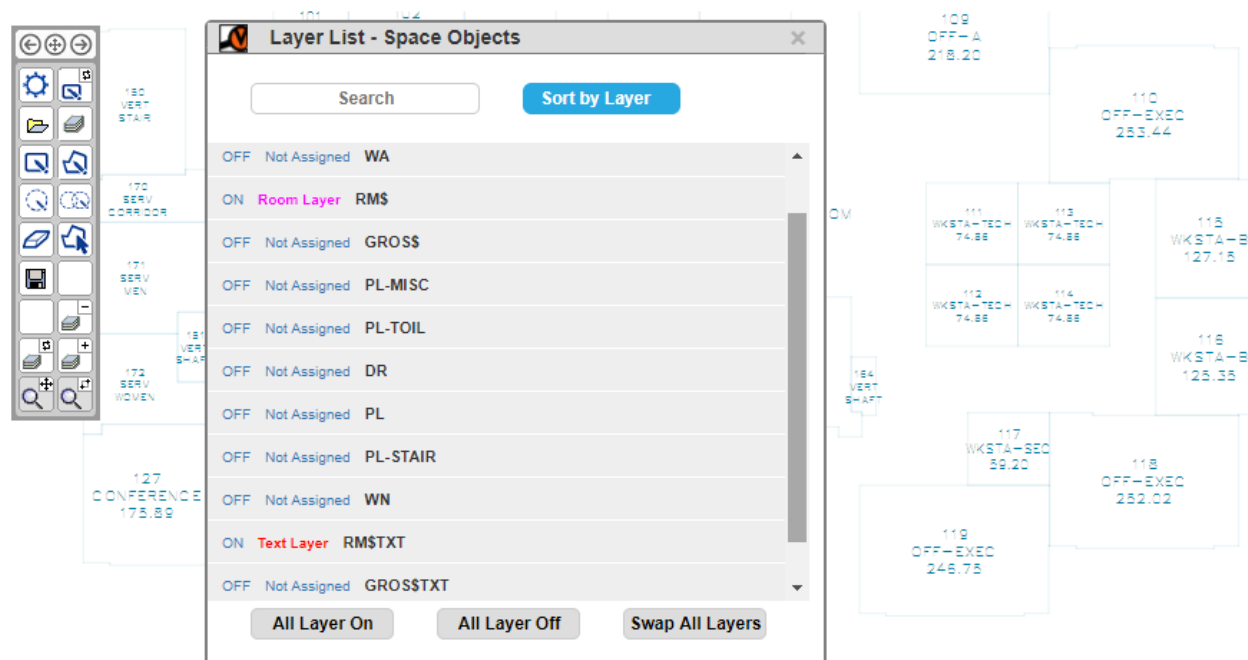 101
102
Layer List - Space Objects
×
Search
Sort by Layer
OFF Not Assigned WA
ON Room Layer RM$
OFF Not Assigned GROS$
OFF Not Assigned PL-MISC
OFF Not Assigned PL-TOIL
OFF Not Assigned DR
OFF Not Assigned PL
OFF Not Assigned PL-STAIR
OFF Not Assigned WN
ON Text Layer RM$TXT
OFF Not Assigned GROS$TXT
All Layer On
All Layer Off
Swap All Layers
VERT
STAIR
170
SERV
CORRIDOR
171
SERV
MEN
172
SERV
WOMEN
127
CONFERENCE
175.89
109
OFF-A
218.20
110
OFF-EXEC
253.44
111
WKSTA-TECH
74.88
113
WKSTA-TECH
74.88
112
WKSTA-TECH
74.88
114
WKSTA-TECH
74.88
115
WKSTA-B
127.15
116
WKSTA-B
125.35
VERT
SHAFT
117
WKSTA-SEC
59.20
118
OFF-EXEC
252.02
119
OFF-EXEC
246.75